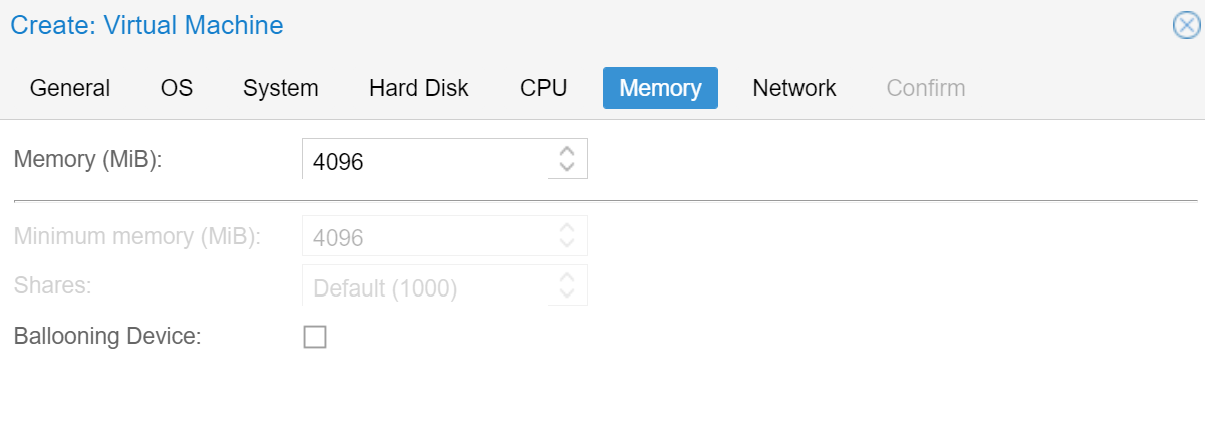 Create: Virtual Machine
General OS System Hard Disk CPU Memory Network Confirm
Memory (MiB): 4096
Minimum memory (MiB): 4096
Shares: Default (1000)
Ballooning Device: